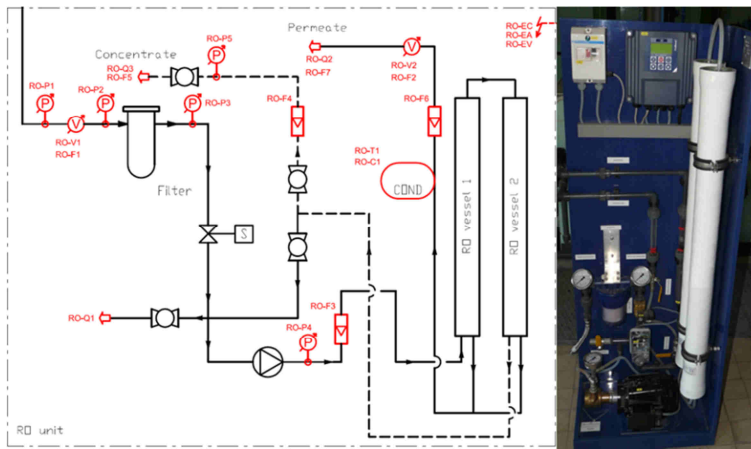 Permeate
RO-EC
RO-EA
RO-EV
Concentrate
RO-P5
RO-Q3
RO-F5
RO-Q2
RO-F7
RO-V2
RO-F2
RO-P1
RO-P2
RO-P3
RO-F4
RO-F6
RO-V1
RO-F1
RO-T1
RO-C1
COND
Filter
RO vessel 1
RO vessel 2
S
RO-F3
RO-Q1
RO-P4
RO unit
P
P
P
P
P
V
V